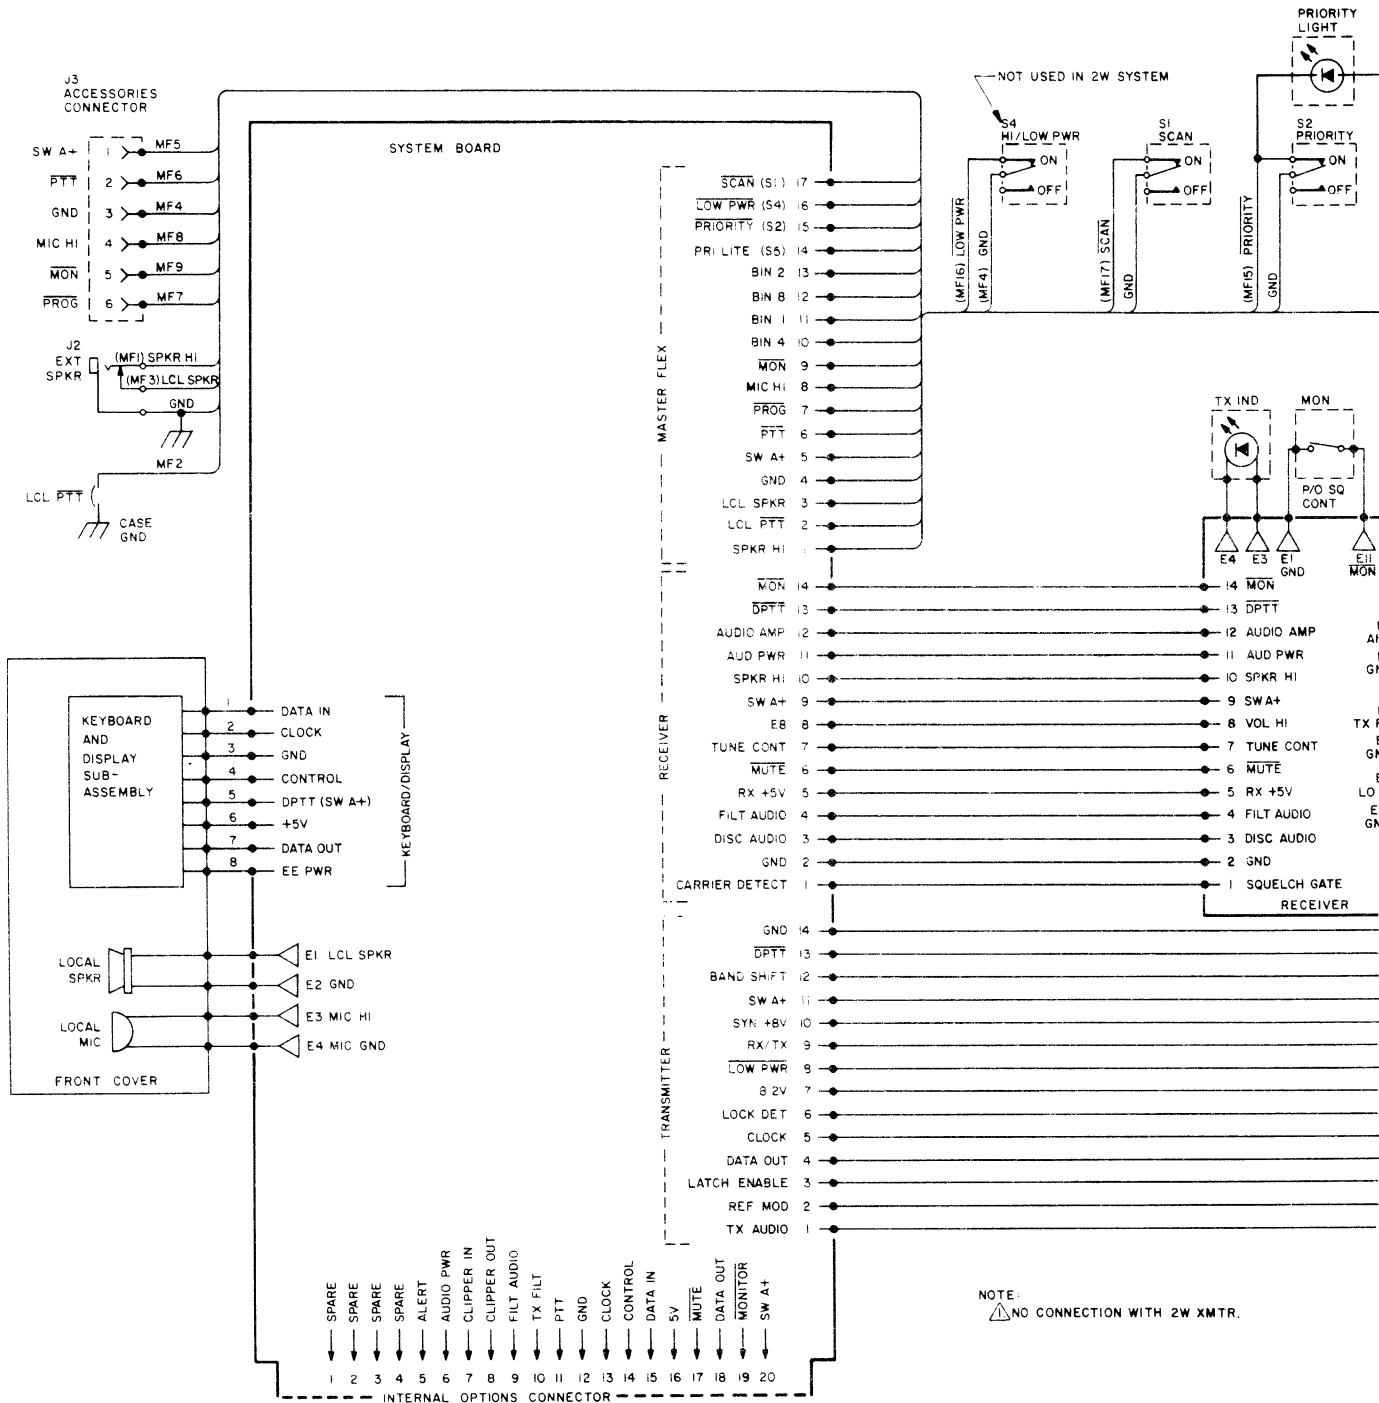 PRIORITY
LIGHT
NOT USED IN 2W SYSTEM
J3
ACCESSORIES
CONNECTOR
SW A+ 1 MF5
PTT 2 MF6
GND 3 MF4
MIC HI 4 MF8
MON 5 MF9
PROG 6 MF7
J2
EXT
SPKR
(MF1) SPKR HI
(MF3) LCL SPKR
GND
MF2
LCL PTT
CASE
GND
SYSTEM BOARD
S4
HI/LOW PWR
ON
OFF
S1
SCAN
ON
OFF
S2
PRIORITY
ON
OFF
(MF16) LOW PWR
(MF4) GND
(MF17) SCAN
GND
(MF15) PRIORITY
GND
MASTER FLEX
SCAN (S1) 17
LOW PWR (S4) 16
PRIORITY (S2) 15
PRI LITE (S5) 14
BIN 2 13
BIN 8 12
BIN 1 11
BIN 4 10
MON 9
MIC HI 8
PROG 7
PTT 6
SW A+ 5
GND 4
LCL SPKR 3
LCL PTT 2
SPKR HI 1
TX IND
MON
P/O SQ
CONT
E4
E3
E1
GND
E11
MON
RECEIVER
MON 14
DPTT 13
AUDIO AMP 12
AUD PWR 11
SPKR HI 10
SW A+ 9
E8 8
TUNE CONT 7
MUTE 6
RX +5V 5
FILT AUDIO 4
DISC AUDIO 3
GND 2
CARRIER DETECT 1
14 MON
13 DPTT
12 AUDIO AMP
11 AUD PWR
10 SPKR HI
9 SW A+
8 VOL HI
7 TUNE CONT
6 MUTE
5 RX +5V
4 FILT AUDIO
3 DISC AUDIO
2 GND
1 SQUELCH GATE
RECEIVER
TX
LO
KEYBOARD
AND
DISPLAY
SUB-
ASSEMBLY
1 DATA IN
2 CLOCK
3 GND
4 CONTROL
5 DPTT (SW A+)
6 +5V
7 DATA OUT
8 EE PWR
KEYBOARD/DISPLAY
LOCAL
SPKR
E1 LCL SPKR
E2 GND
LOCAL
MIC
E3 MIC HI
E4 MIC GND
FRONT COVER
TRANSMITTER
GND 14
DPTT 13
BAND SHIFT 12
SW A+ 11
SYN +8V 10
RX/TX 9
LOW PWR 8
8.2V 7
LOCK DET 6
CLOCK 5
DATA OUT 4
LATCH ENABLE 3
REF MOD 2
TX AUDIO 1
SPARE
SPARE
SPARE
SPARE
ALERT
AUDIO PWR
CLIPPER IN
CLIPPER OUT
FILT AUDIO
TX FILT
PTT
GND
CLOCK
CONTROL
DATA IN
5V
MUTE
DATA OUT
MONITOR
SW A+
1 2 3 4 5 6 7 8 9 10 11 12 13 14 15 16 17 18 19 20
INTERNAL OPTIONS CONNECTOR
NOTE:
1 NO CONNECTION WITH 2W XMTR.